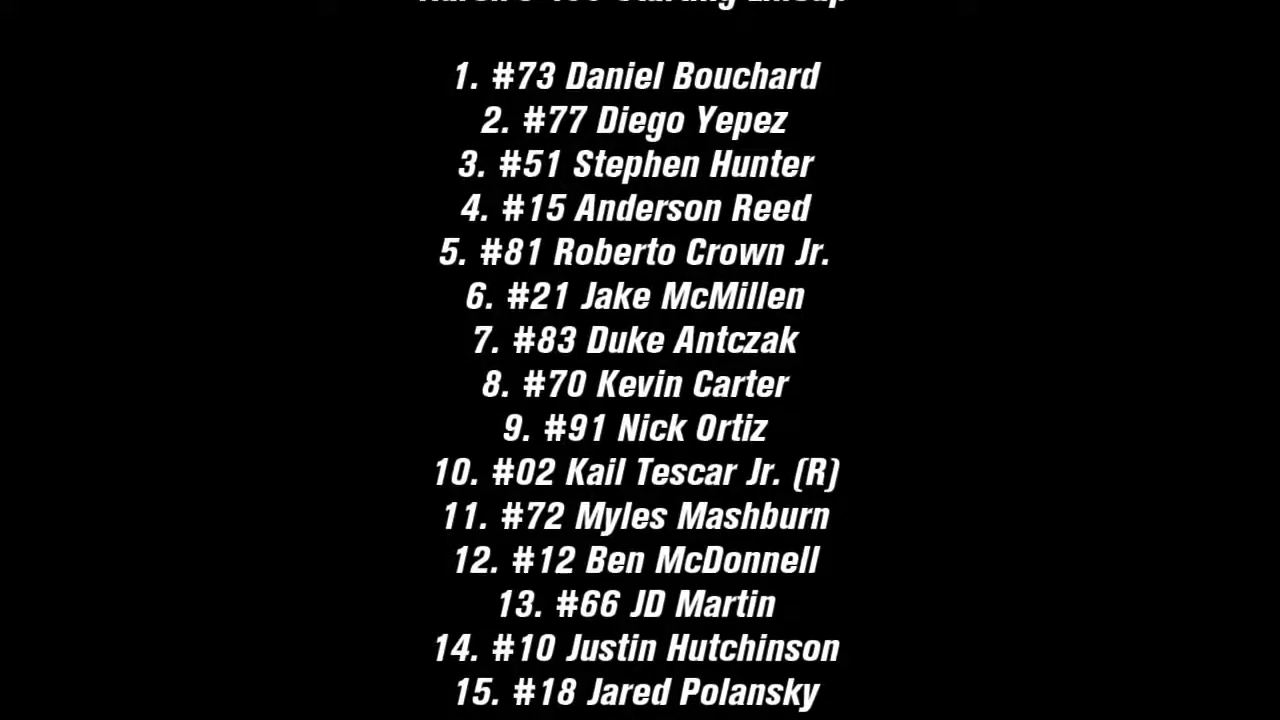 Starting Lineup
1. #73 Daniel Bouchard
2. #77 Diego Yepez
3. #51 Stephen Hunter
4. #15 Anderson Reed
5. #81 Roberto Crown Jr.
6. #21 Jake McMillen
7. #83 Duke Antczak
8. #70 Kevin Carter
9. #91 Nick Ortiz
10. #02 Kail Tescar Jr. (R)
11. #72 Myles Mashburn
12. #12 Ben McDonnell
13. #66 JD Martin
14. #10 Justin Hutchinson
15. #18 Jared Polansky